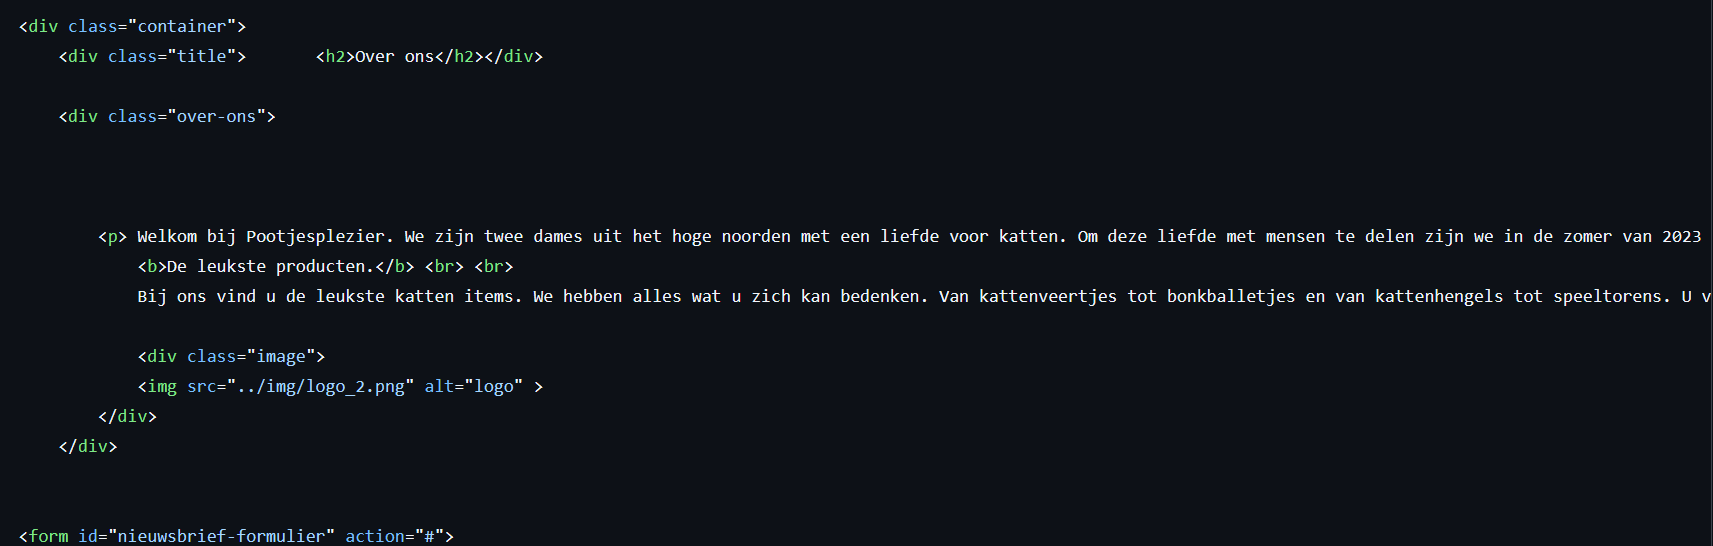 <div class="container">
<div class="title">       <h2>Over ons</h2></div>
<div class="over-ons">
<p> Welkom bij Pootjesplezier. We zijn twee dames uit het hoge noorden met een liefde voor katten. Om deze liefde met mensen te delen zijn we in de zomer van 2023
<b>De leukste producten.</b> <br> <br>
Bij ons vind u de leukste katten items. We hebben alles wat u zich kan bedenken. Van kattenveertjes tot bonkballetjes en van kattenhengels tot speeltorens. U v
<div class="image">
<img src="../img/logo_2.png" alt="logo" >
</div>
</div>
<form id="nieuwsbrief-formulier" action="#">